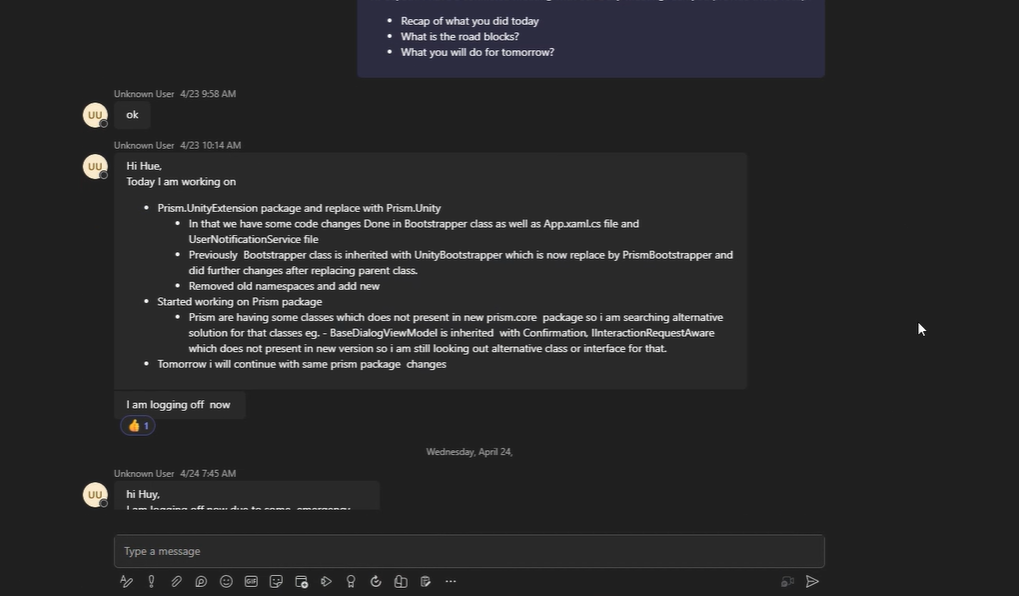 Recap of what you did today
What is the road blocks?
What you will do for tomorrow?
Unknown User 4/23 9:58 AM
UU
ok
Unknown User 4/23 10:14 AM
UU
Hi Hue,
Today I am working on
Prism.UnityExtension package and replace with Prism.Unity
In that we have some code changes Done in Bootstrapper class as well as App.xaml.cs file and
UserNotificationService file
Previously Bootstrapper class is inherited with UnityBootstrapper which is now replace by PrismBootstrapper and
did further changes after replacing parent class.
Removed old namespaces and add new
Started working on Prism package
Prism are having some classes which does not present in new prism.core package so i am searching alternative
solution for that classes eg. - BaseDialogViewModel is inherited with Confirmation, IInteractionRequestAware
which does not present in new version so i am still looking out alternative class or interface for that.
Tomorrow i will continue with same prism package changes
I am logging off now
1
Wednesday, April 24,
Unknown User 4/24 7:45 AM
UU
hi Huy,
I am logging off now due to some emergency
Type a message
GIF